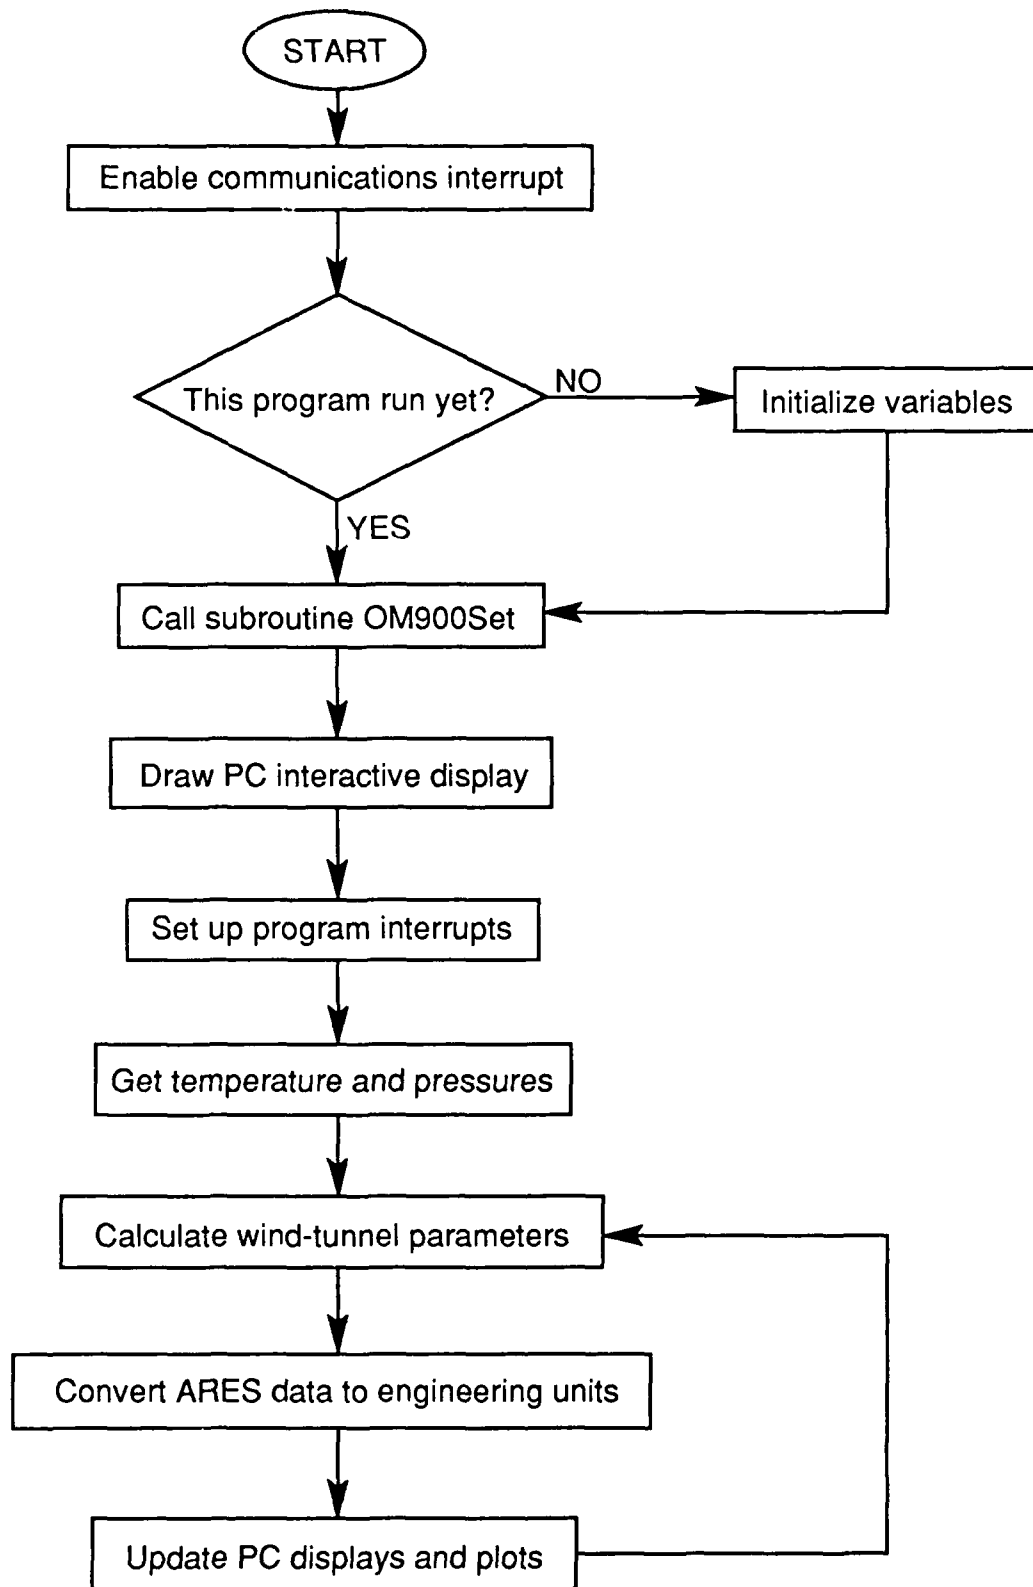 START
Enable communications interrupt
This program run yet?
NO
Initialize variables
YES
Call subroutine OM900Set
Draw PC interactive display
Set up program interrupts
Get temperature and pressures
Calculate wind-tunnel parameters
Convert ARES data to engineering units
Update PC displays and plots